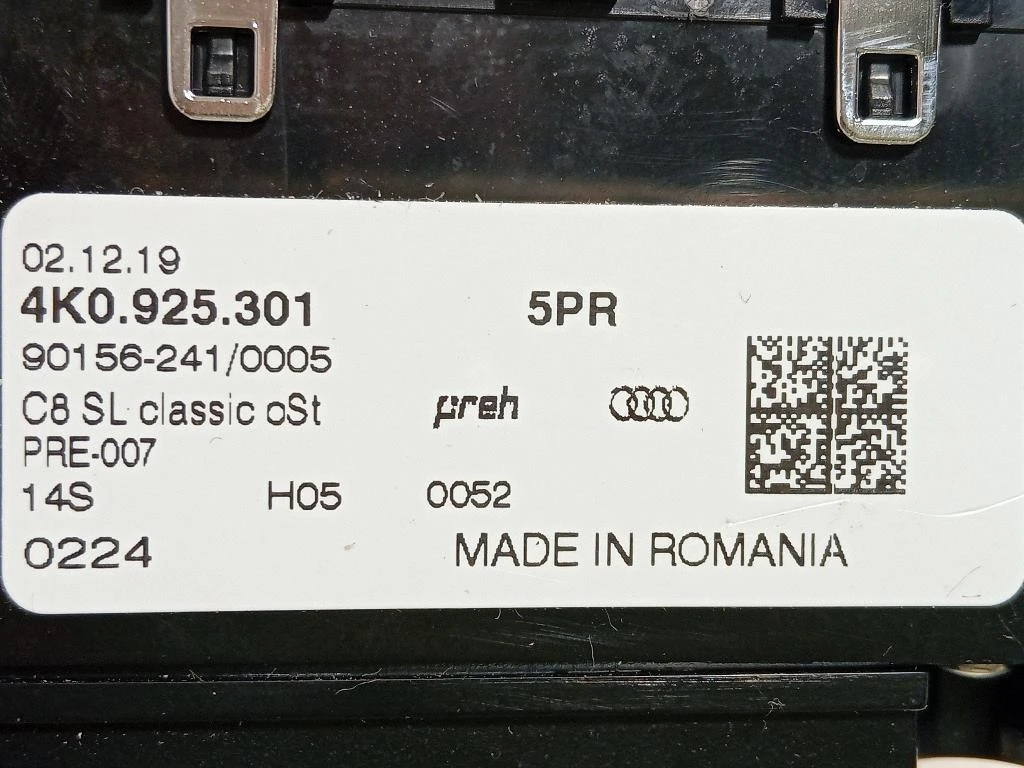 02.12.19
4K0.925.301 5PR
90156-241/0005
C8 SL classic oSt preh
PRE-007
14S H05 0052
0224 MADE IN ROMANIA